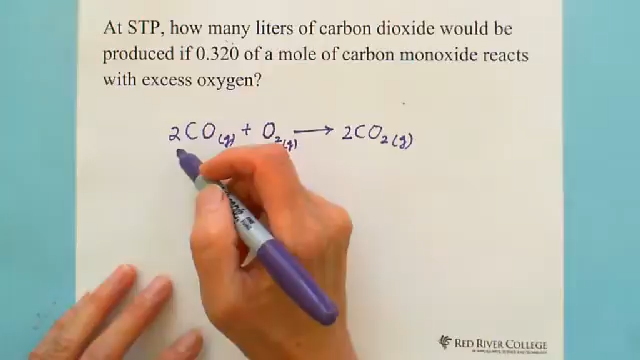 At STP, how many liters of carbon dioxide would be
produced if 0.320 of a mole of carbon monoxide reacts
with excess oxygen?
2CO(g) + O2(g) ⟶ 2CO2(g)
RED RIVER COLLEGE